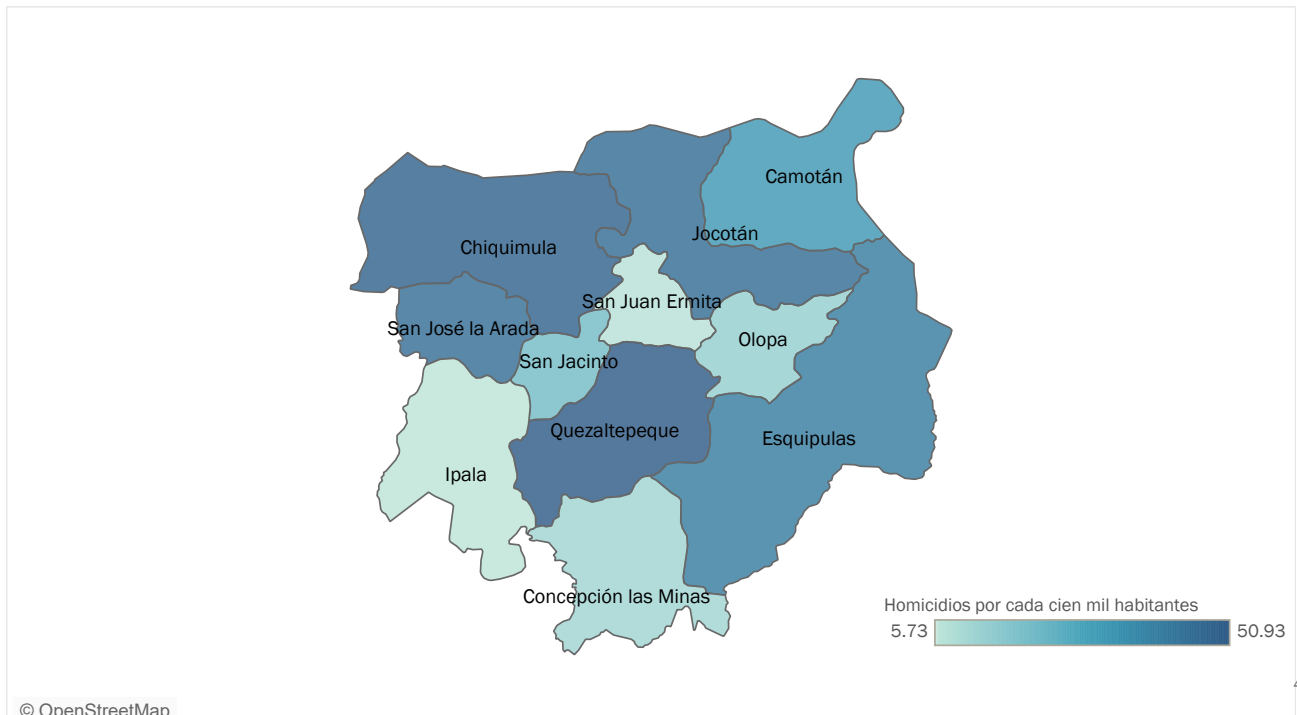 Camotán
Jocotán
Chiquimula
San Juan Ermita
San José la Arada
Olopa
San Jacinto
Quezaltepeque
Esquipulas
Ipala
Concepción las Minas
Homicidios por cada cien mil habitantes
5.73
50.93
© OpenStreetMap